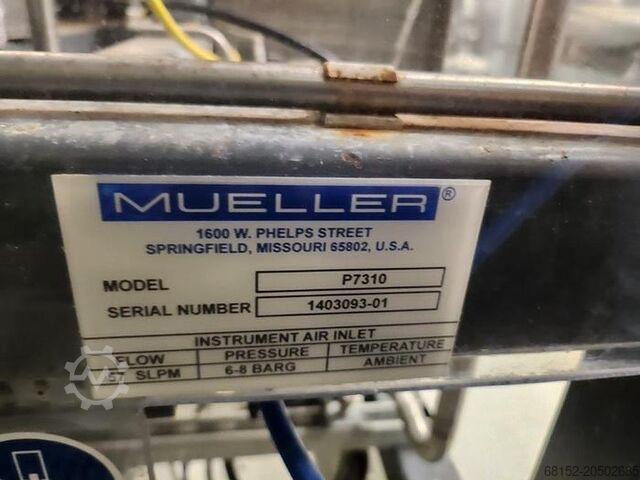 MUELLER®
1600 W. PHELPS STREET
SPRINGFIELD, MISSOURI 65802, U.S.A.
MODEL P7310
SERIAL NUMBER 1403093-01
INSTRUMENT AIR INLET
FLOW PRESSURE TEMPERATURE
SLPM 6-8 BARG AMBIENT
68152-20502635